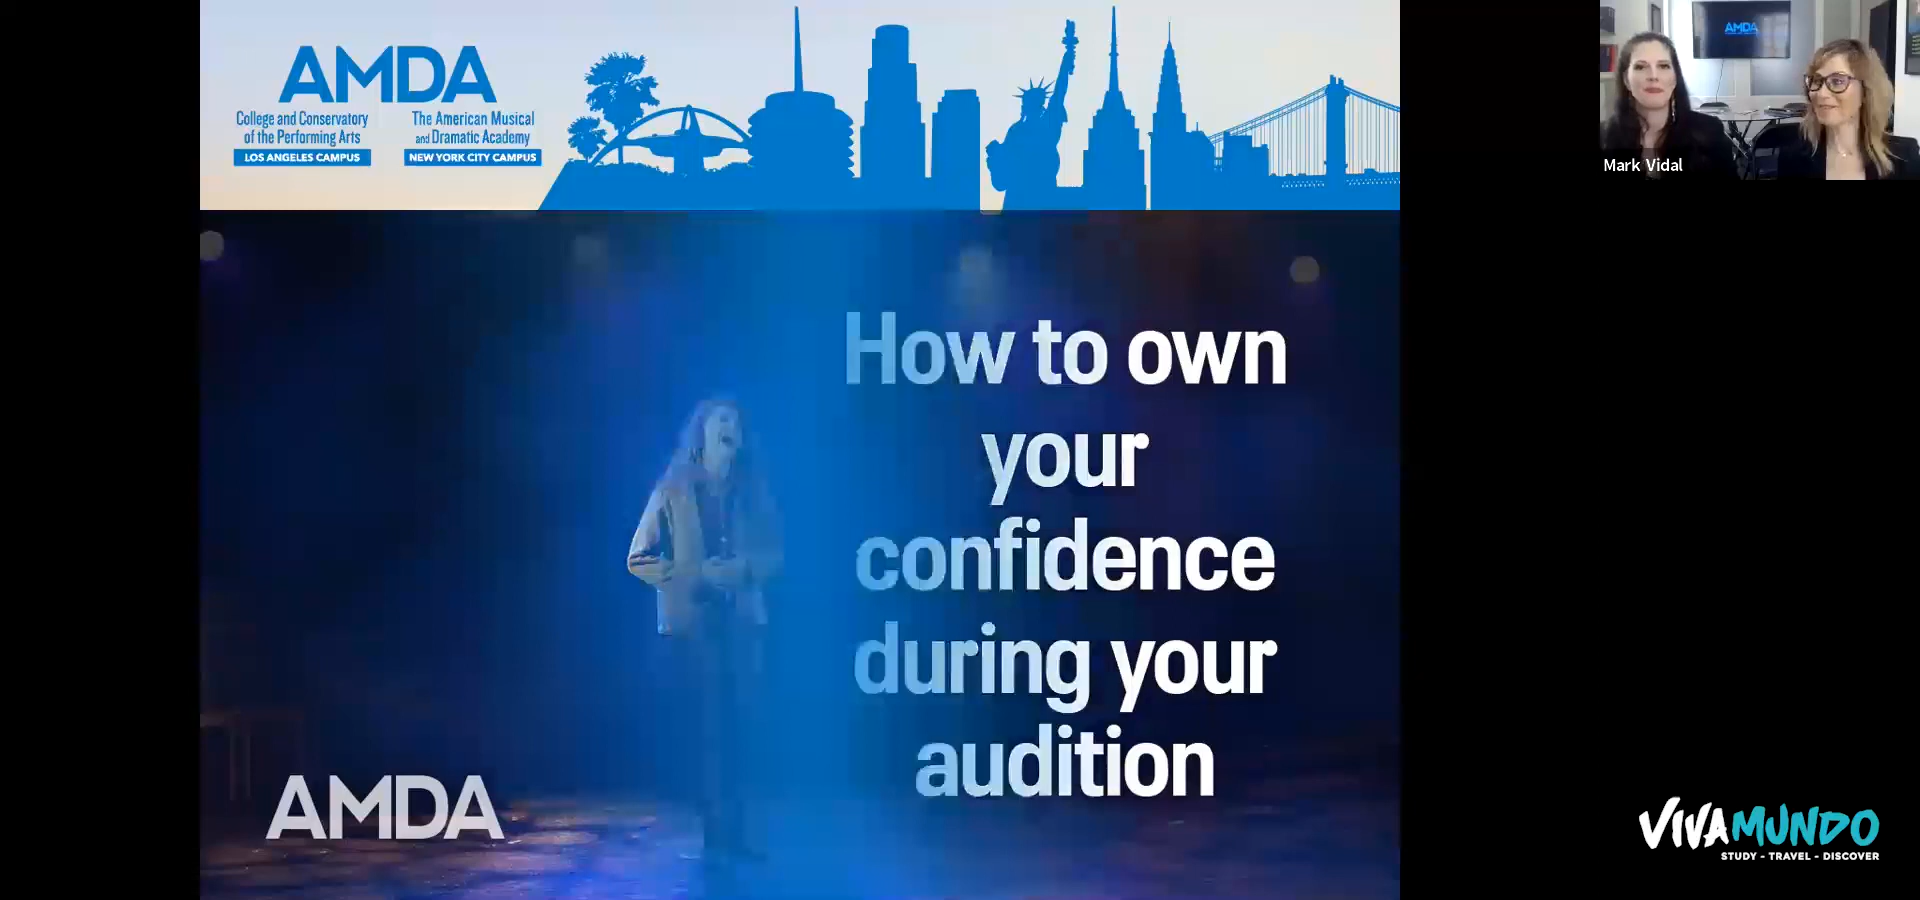 AMDA
College and Conservatory
of the Performing Arts
LOS ANGELES CAMPUS
The American Musical
and Dramatic Academy
NEW YORK CITY CAMPUS
AMDA
Mark Vidal
How to own
your
confidence
during your
audition
AMDA
VIVAMUNDO
STUDY - TRAVEL - DISCOVER